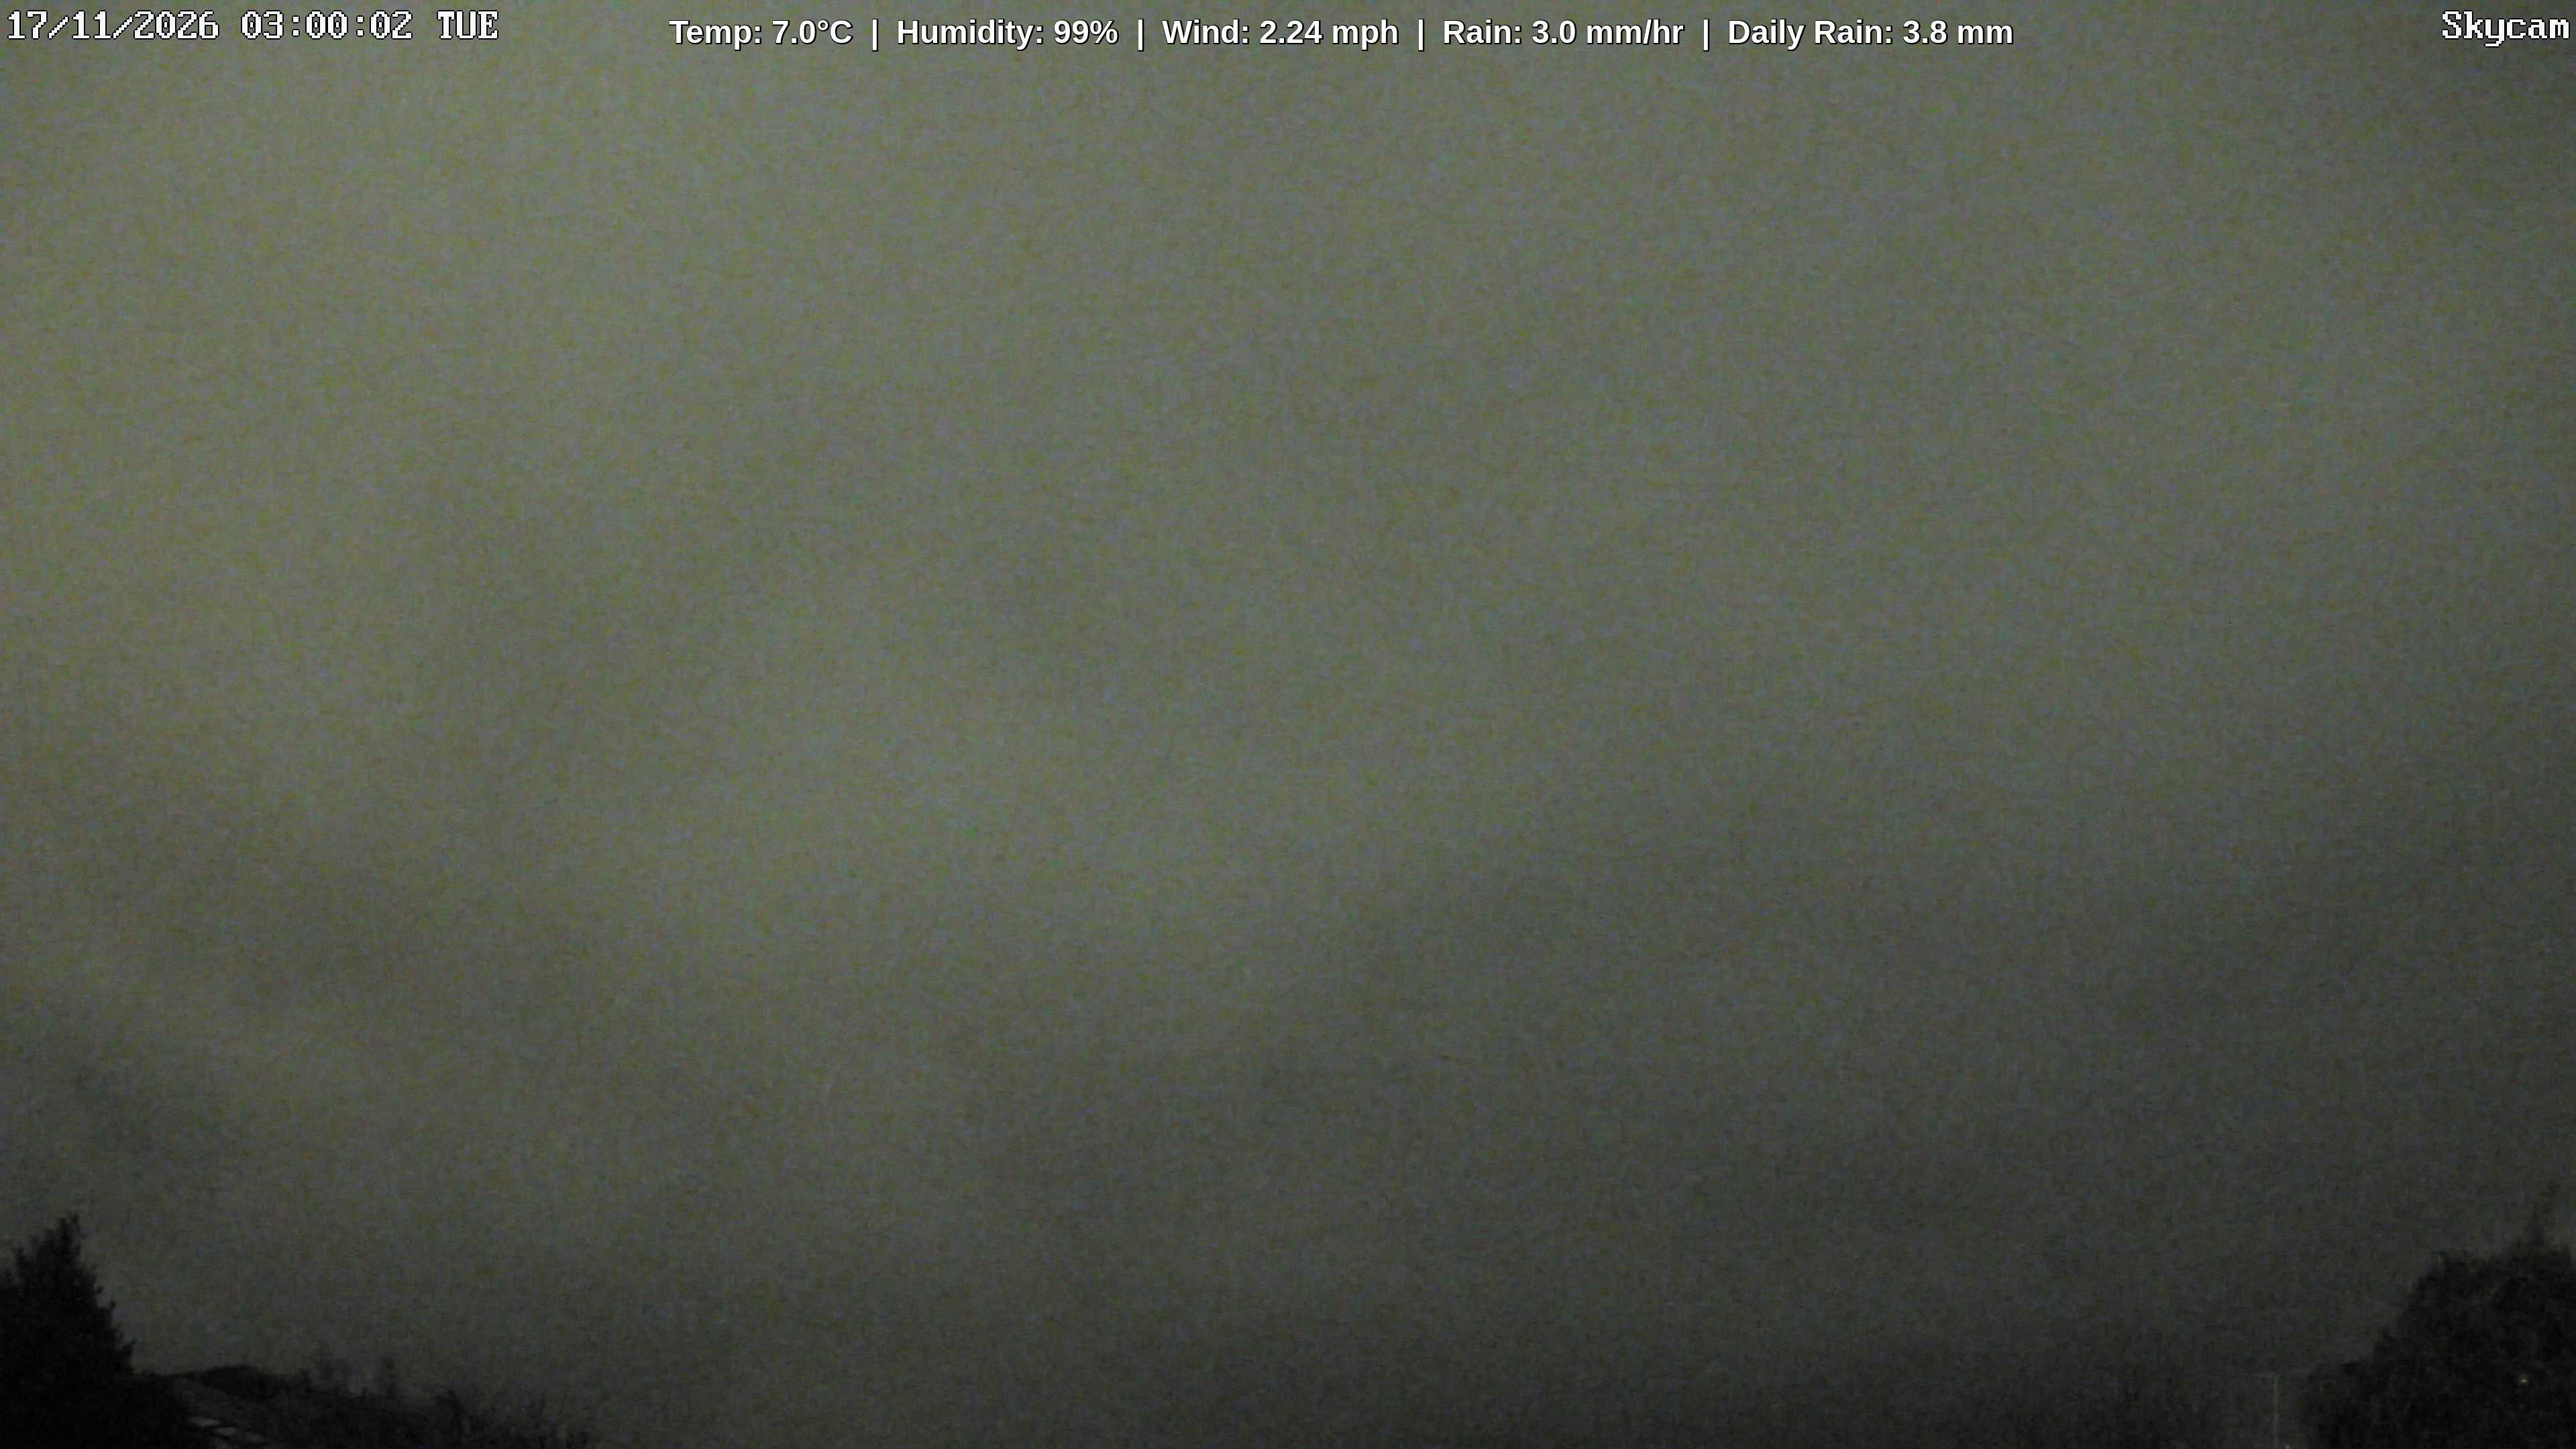 17/11/2026 03:00:02 TUE
Temp: 7.0°C | Humidity: 99% | Wind: 2.24 mph | Rain: 3.0 mm/hr | Daily Rain: 3.8 mm
Skycam